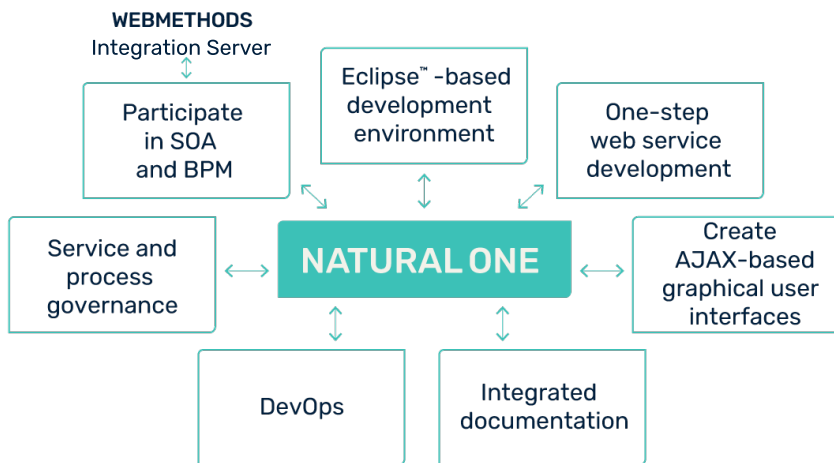 WEBMETHODS
Integration Server
Participate
in SOA
and BPM
Eclipse™ -based
development
environment
One-step
web service
development
Service and
process
governance
NATURAL ONE
Create
AJAX-based
graphical user
interfaces
DevOps
Integrated
documentation